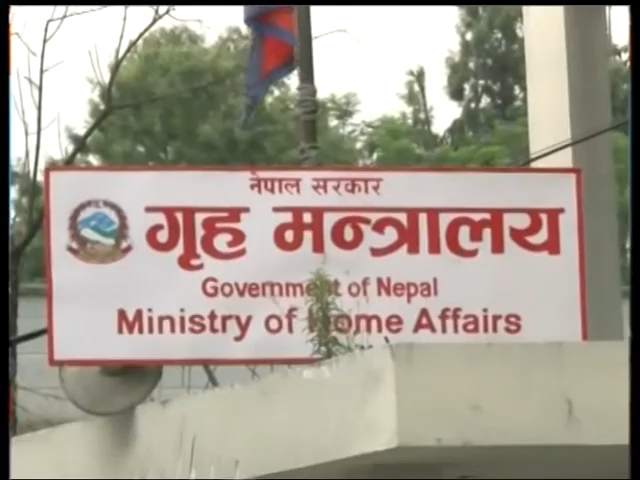 नेपाल सरकार
गृह मन्त्रालय
Government of Nepal
Ministry of Home Affairs